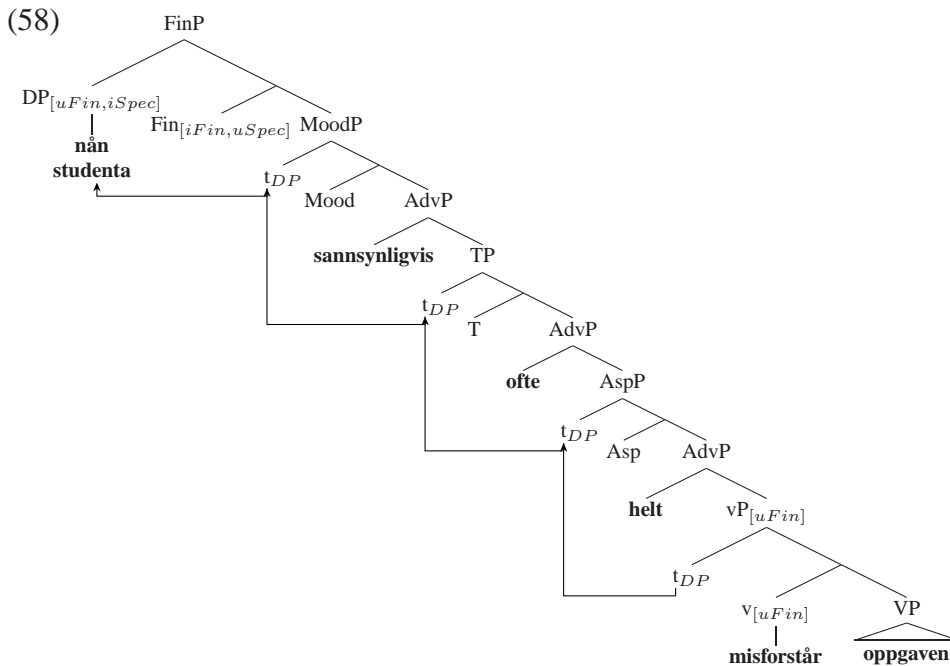 (58)
FinP
DP[uFin,iSpec]
Fin[iFin,uSpec] MoodP
nån
studenta
tDP
Mood AdvP
sannsynligvis TP
tDP
T AdvP
ofte AspP
tDP
Asp AdvP
helt vP[uFin]
tDP
v[uFin] VP
misforstår oppgaven